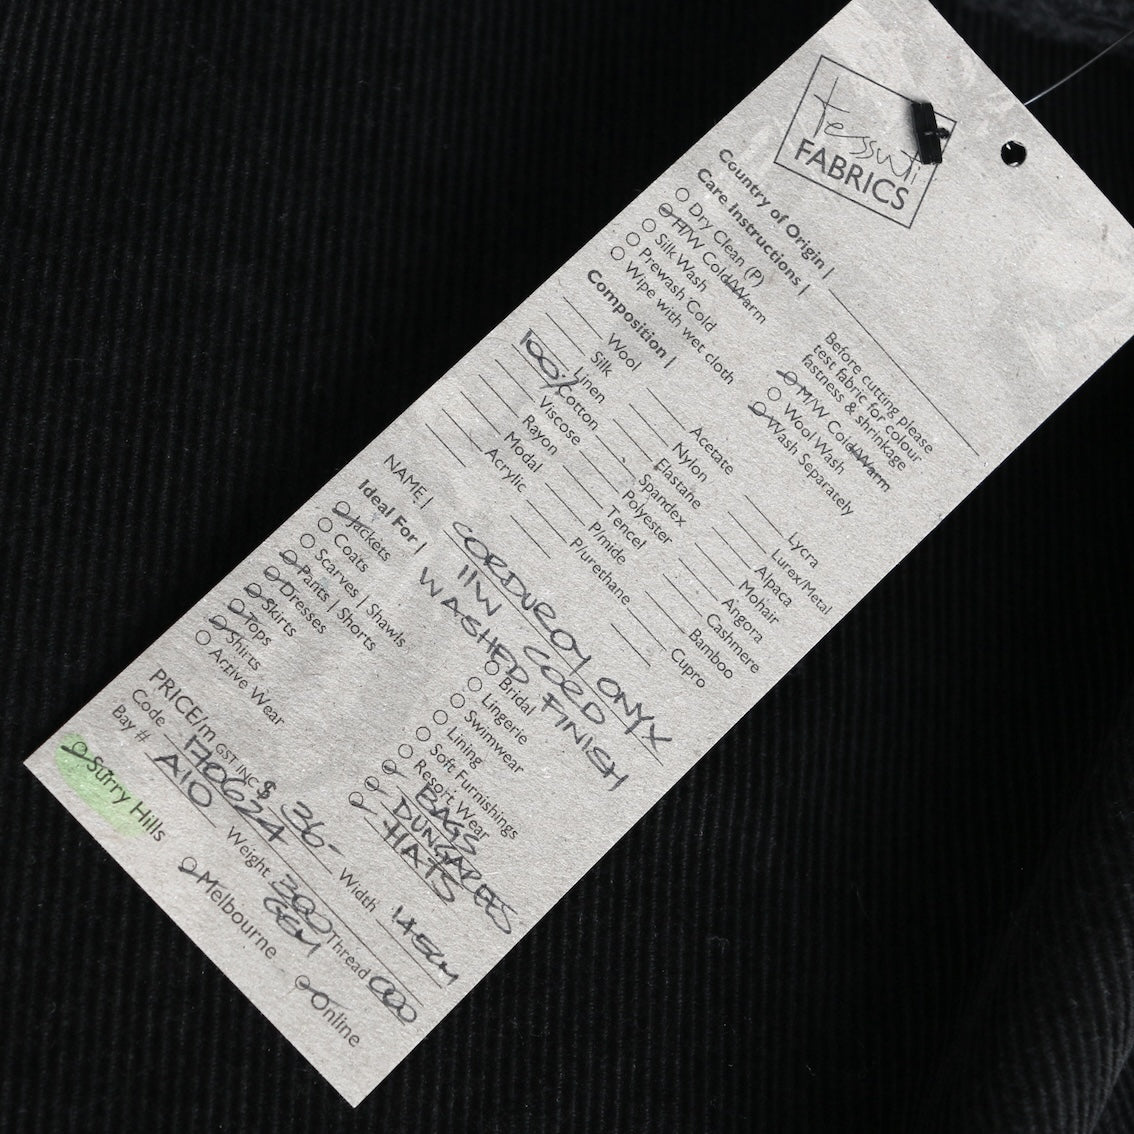 tessuti
FABRICS
Country of Origin |
Care Instructions |
Dry Clean (P)
H/W Cold/Warm
Silk Wash
Prewash Cold
Wipe with wet cloth
Before cutting please
test fabric for colour
fastness & shrinkage
M/W Cold/Warm
Wool Wash
Wash Separately
Composition |
Wool
Silk
Linen
100% Cotton
Viscose
Rayon
Modal
Acrylic
Acetate
Nylon
Elastane
Spandex
Polyester
Tencel
P/mide
P/urethane
Lycra
Lurex/Metal
Alpaca
Mohair
Angora
Cashmere
Bamboo
Cupro
NAME | CORDUROY ONYX
11W CORD
WASHED FINISH
Ideal For |
Jackets
Coats
Scarves | Shawls
Pants | Shorts
Dresses
Skirts
Tops
Shirts
Active Wear
Bridal
Lingerie
Swimwear
Lining
Soft Furnishings
Resort Wear
BAGS
DUNGAREES
HATS
PRICE/m GST INC $ 36- Width 145cm
Code 170624 Weight 300 GSM Thread 000
Bay # A10
Surry Hills
Melbourne
Online